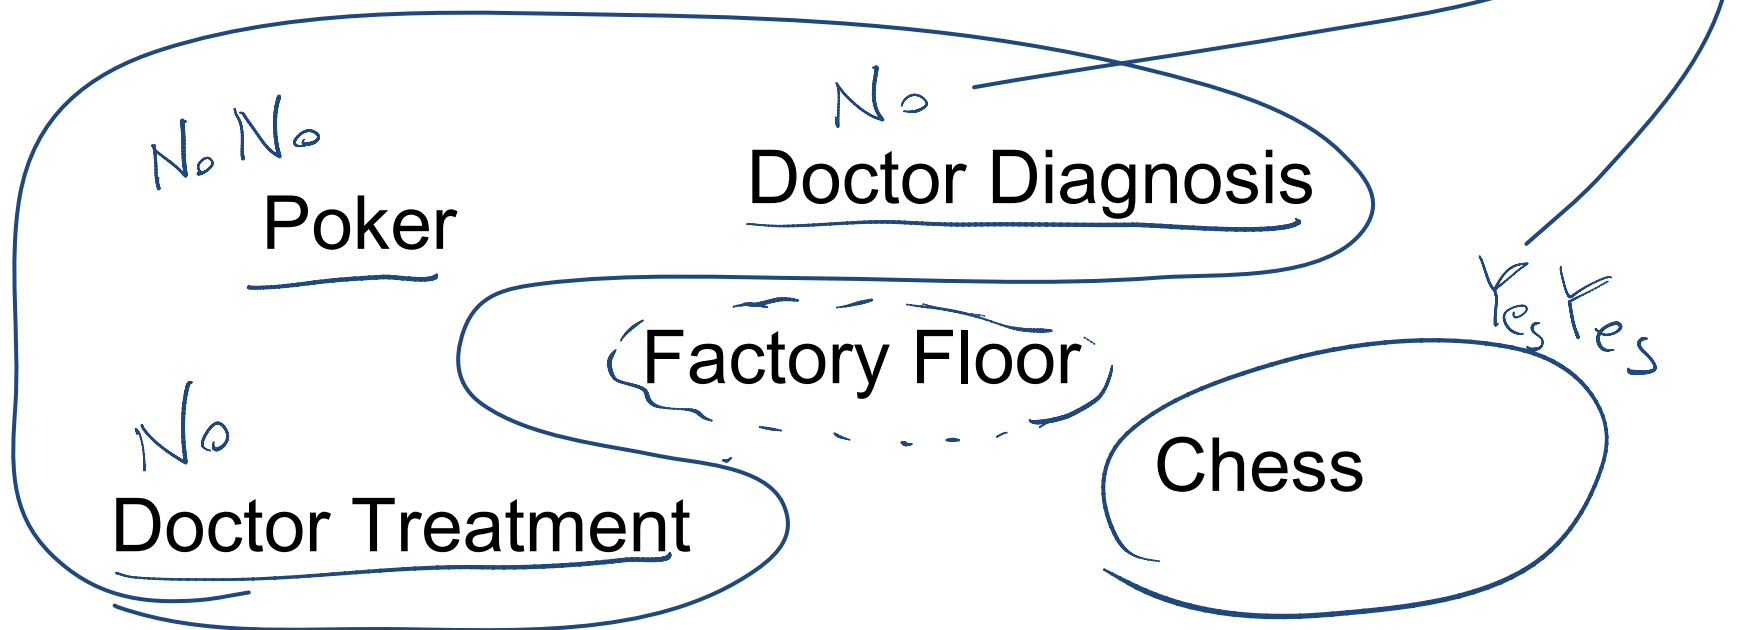 No
No No
Doctor Diagnosis
Poker
Yes Yes
Factory Floor
No
Chess
Doctor Treatment